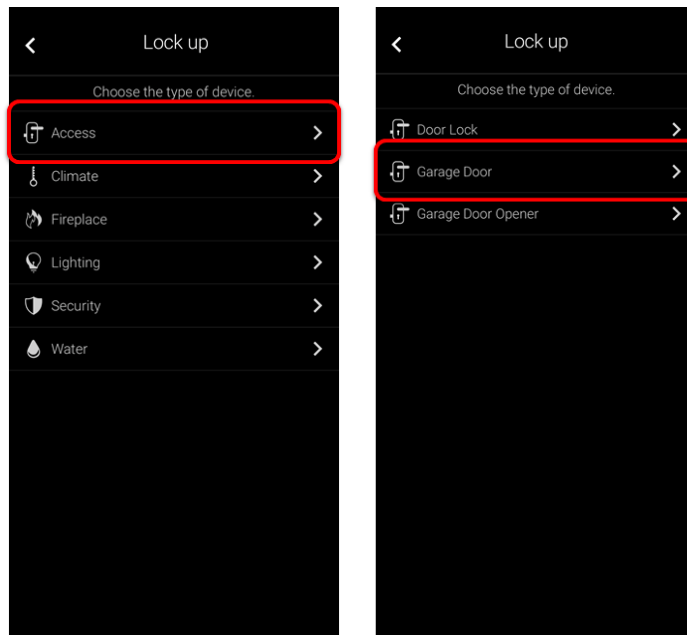 Lock up
Choose the type of device.
Access
Climate
Fireplace
Lighting
Security
Water
Lock up
Choose the type of device.
Door Lock
Garage Door
Garage Door Opener